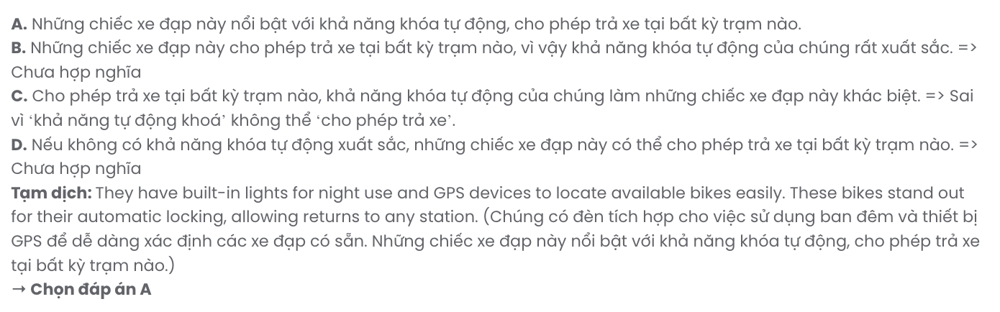 A. Những chiếc xe đạp này nổi bật với khả năng khóa tự động, cho phép trả xe tại bất kỳ trạm nào.
B. Những chiếc xe đạp này cho phép trả xe tại bất kỳ trạm nào, vì vậy khả năng khóa tự động của chúng rất xuất sắc. =>
Chưa hợp nghĩa
C. Cho phép trả xe tại bất kỳ trạm nào, khả năng khóa tự động của chúng làm những chiếc xe đạp này khác biệt. => Sai
vì ‘khả năng tự động khoá’ không thể ‘cho phép trả xe’.
D. Nếu không có khả năng khóa tự động xuất sắc, những chiếc xe đạp này có thể cho phép trả xe tại bất kỳ trạm nào. =>
Chưa hợp nghĩa
Tạm dịch: They have built-in lights for night use and GPS devices to locate available bikes easily. These bikes stand out
for their automatic locking, allowing returns to any station. (Chúng có đèn tích hợp cho việc sử dụng ban đêm và thiết bị
GPS để dễ dàng xác định các xe đạp có sẵn. Những chiếc xe đạp này nổi bật với khả năng khóa tự động, cho phép trả xe
tại bất kỳ trạm nào.)
→ Chọn đáp án A